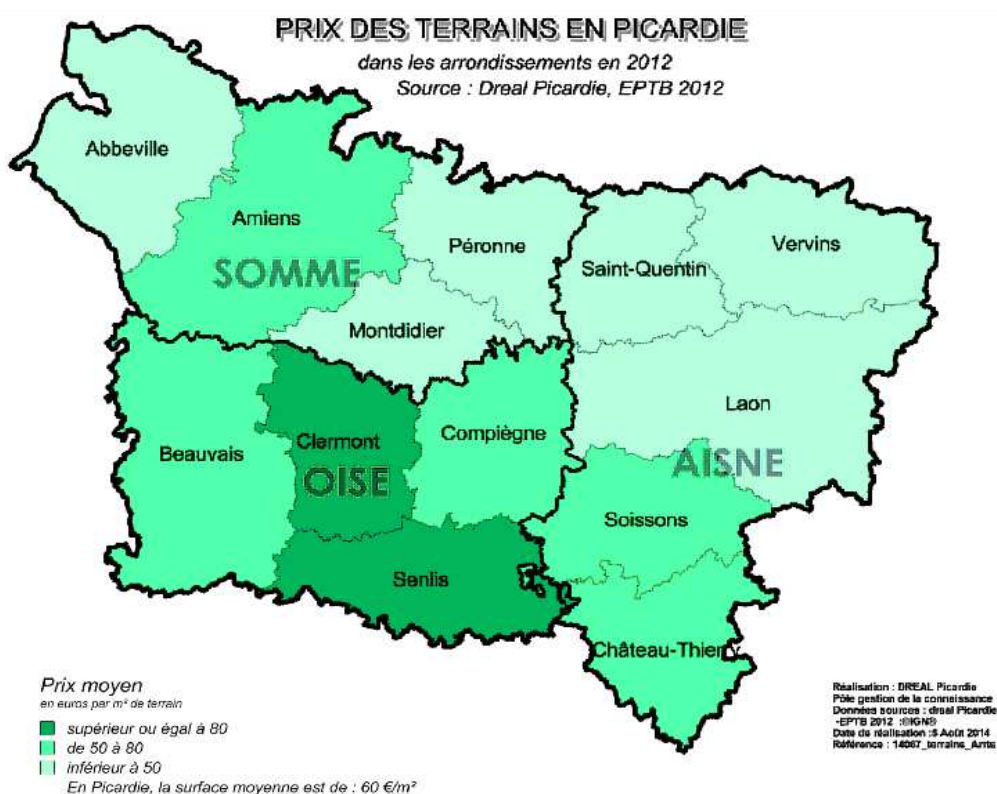 PRIX DES TERRAINS EN PICARDIE
dans les arrondissements en 2012
Source : Dreal Picardie, EPTB 2012
Abbeville
Amiens
SOMME
Péronne
Saint-Quentin
Vervins
Montdidier
Laon
Beauvais
Clermont
OISE
Compiègne
AISNE
Soissons
Senlis
Château-Thierry
Prix moyen
en euros par m² de terrain
supérieur ou égal à 80
de 50 à 80
inférieur à 50
En Picardie, la surface moyenne est de : 60 €/m²
Réalisation : DREAL Picardie
Pôle gestion de la connaissance
Données sources : dreal Picardie
-EPTB 2012 :©IGN®
Date de réalisation :5 Août 2014
Référence : 14067_terrains_Arrts